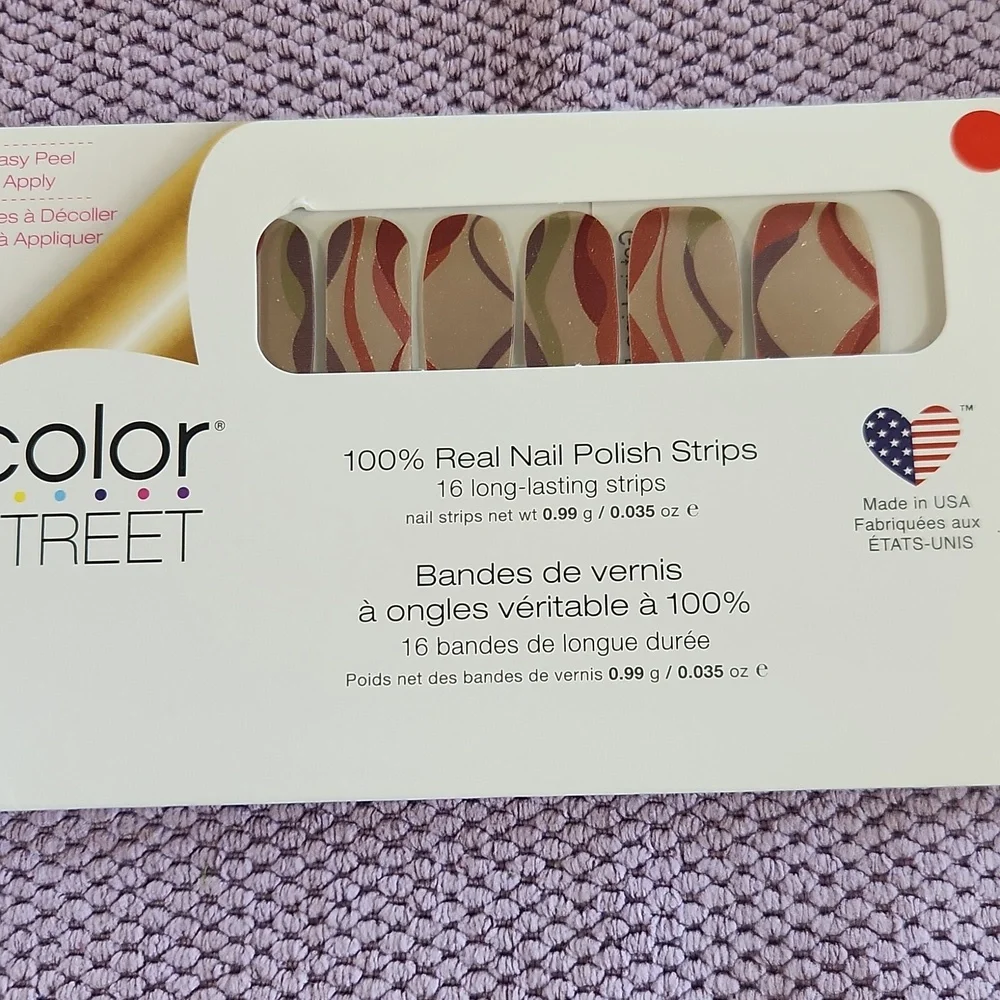 asy Peel
Apply
es à Décoller
à Appliquer
color®
TREET
100% Real Nail Polish Strips
16 long-lasting strips
nail strips net wt 0.99 g / 0.035 oz ℮
Bandes de vernis
à ongles véritable à 100%
16 bandes de longue durée
Poids net des bandes de vernis 0.99 g / 0.035 oz ℮
™
Made in USA
Fabriquées aux
ÉTATS-UNIS